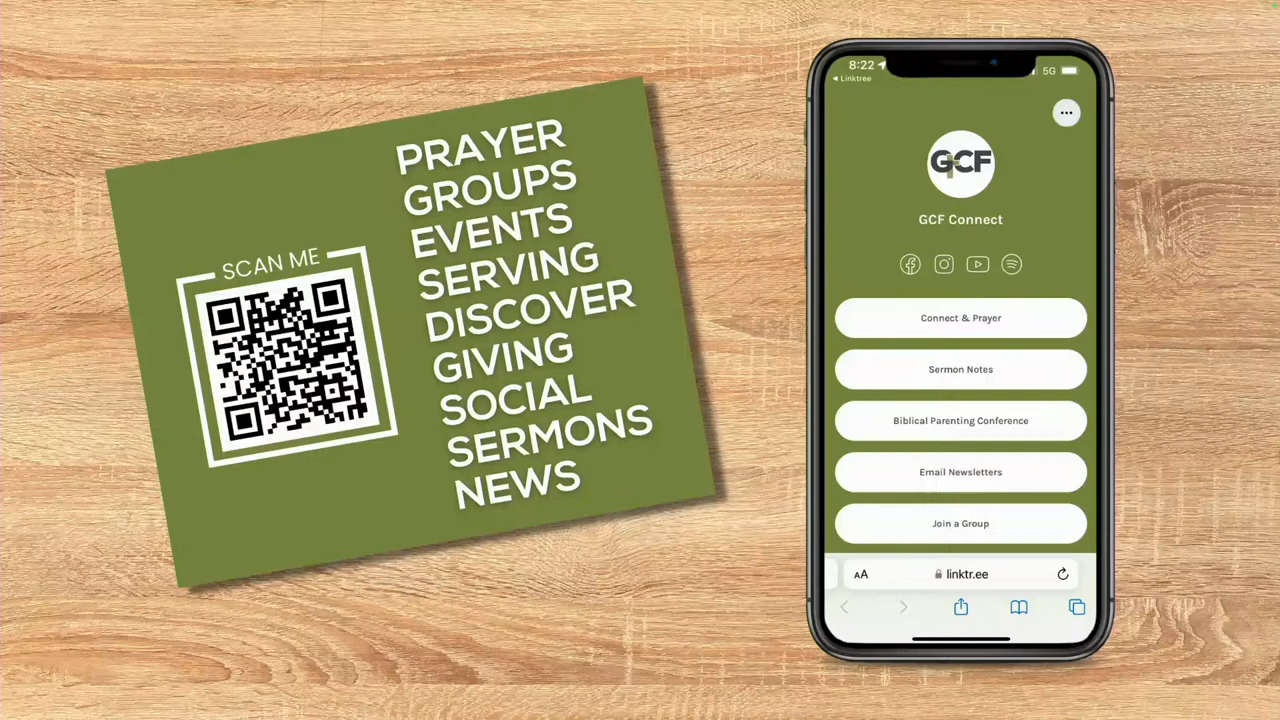 SCAN ME
PRAYER
GROUPS
EVENTS
SERVING
DISCOVER
GIVING
SOCIAL
SERMONS
NEWS
8:22
5G
◀ Linktree
GCF
GCF Connect
Connect & Prayer
Sermon Notes
Biblical Parenting Conference
Email Newsletters
Join a Group
AA
linktr.ee